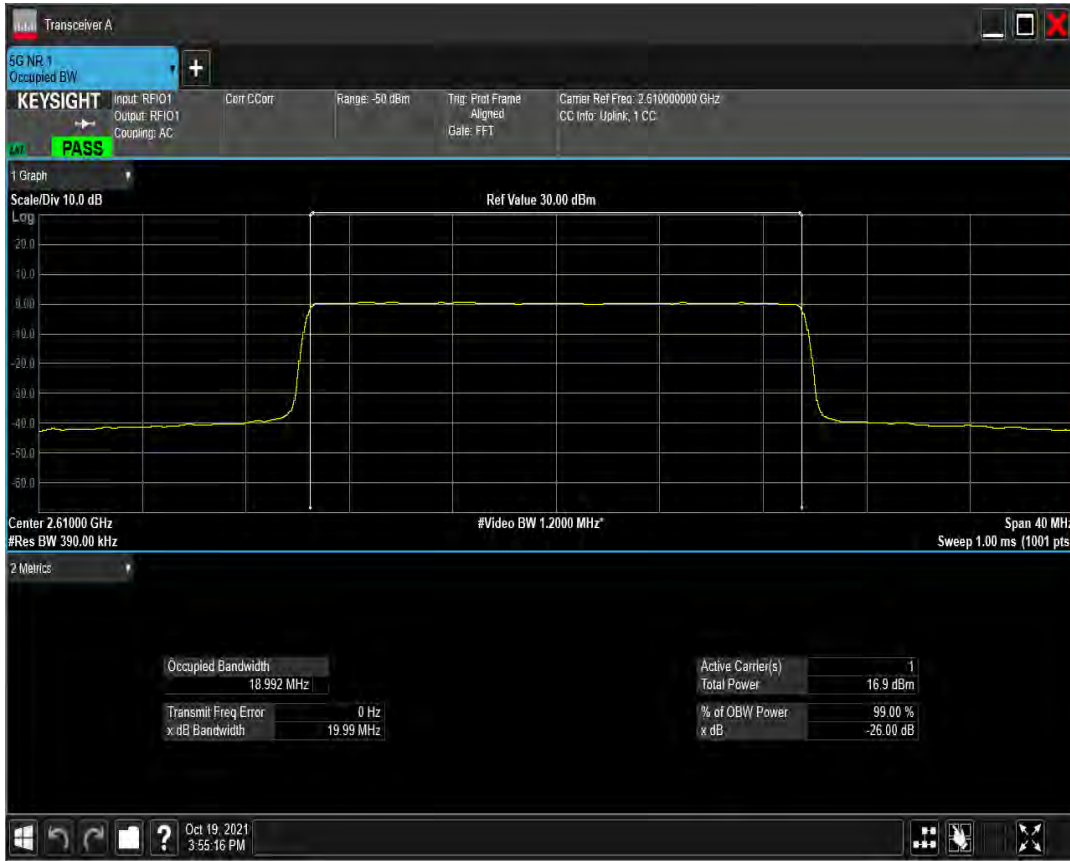 Transceiver A
5G NR 1
Occupied BW
KEYSIGHT
Input: RFIO1
Output: RFIO1
Coupling: AC
Corr CCorr
Range: -50 dBm
Trig: Prot Frame
Aligned
Gate: FFT
Carrier Ref Freq: 2.610000000 GHz
CC Info: Uplink, 1 CC
PASS
1 Graph
Scale/Div 10.0 dB
Ref Value 30.00 dBm
Log
20.0
10.0
0.00
-10.0
-20.0
-30.0
-40.0
-50.0
-60.0
Center 2.61000 GHz
#Video BW 1.2000 MHz*
Span 40 MHz
#Res BW 390.00 kHz
Sweep 1.00 ms (1001 pts
2 Metrics
Occupied Bandwidth
18.992 MHz
Transmit Freq Error 0 Hz
x dB Bandwidth 19.99 MHz
Active Carrier(s) 1
Total Power 16.9 dBm
% of OBW Power 99.00 %
x dB -26.00 dB
?
Oct 19, 2021
3:55:16 PM